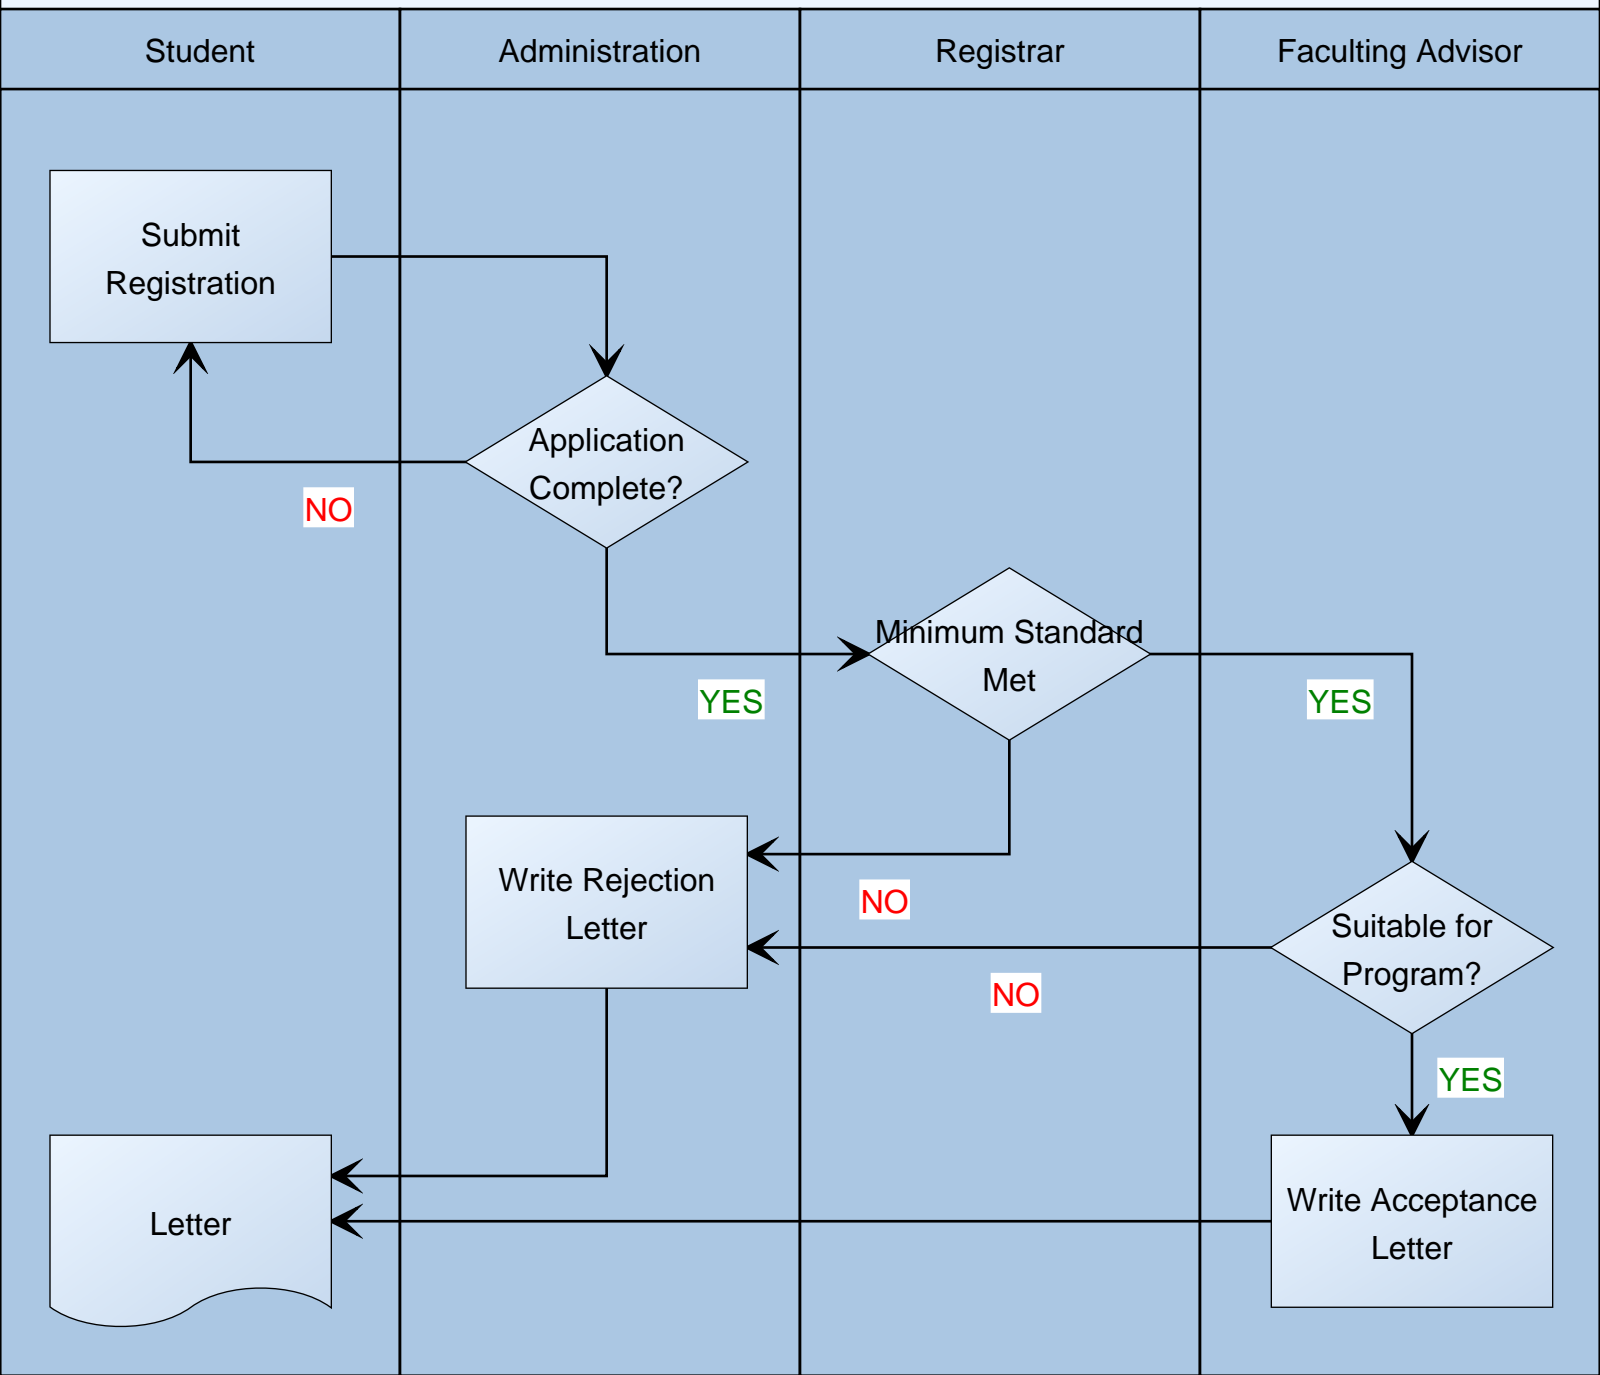 Student
Administration
Registrar
Faculting Advisor
Submit
Registration
Application
Complete?
NO
YES
Minimum Standard
Met
YES
NO
Write Rejection
Letter
NO
Suitable for
Program?
YES
Letter
Write Acceptance
Letter